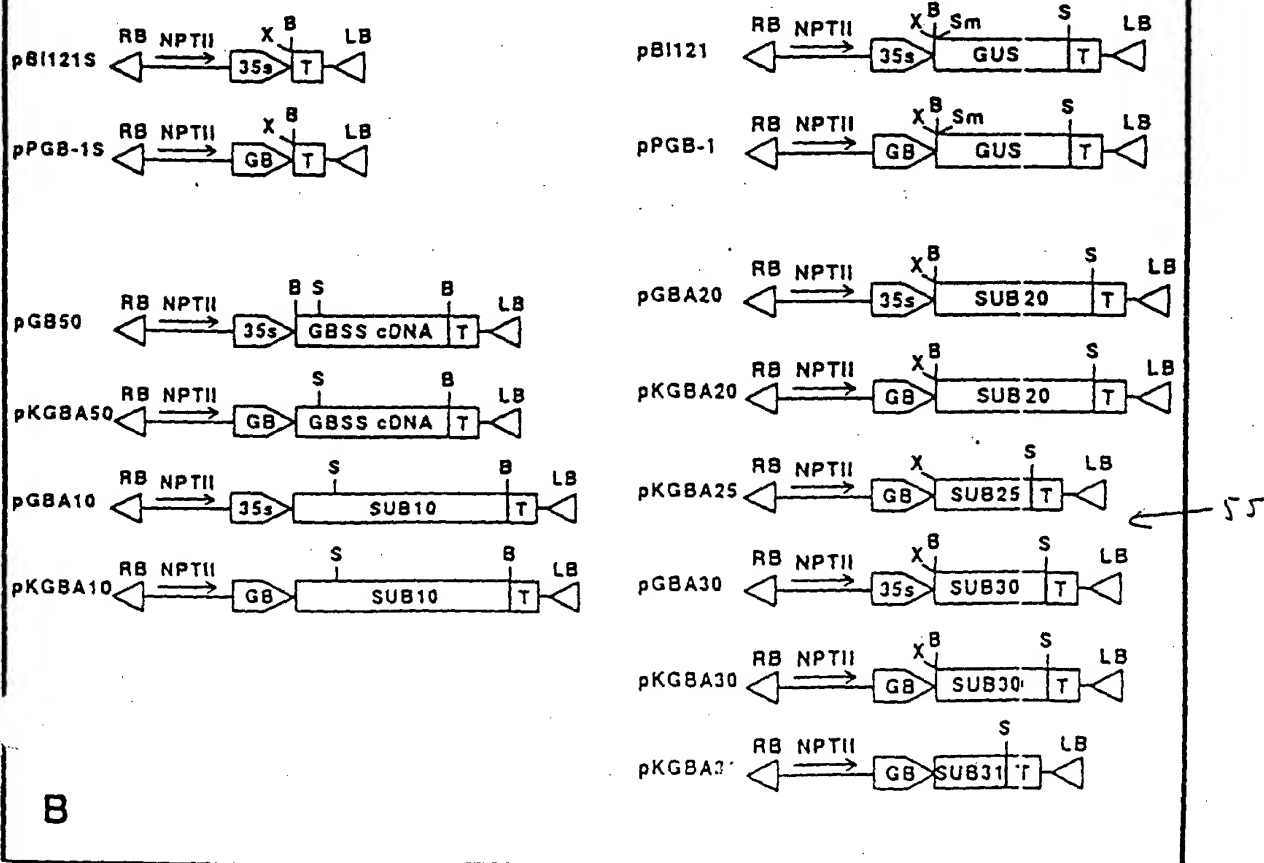 B
RB NPTII X LB
pBI121S 35s T
B
RB NPTII X LB
pPGB-1S GB T
B S B
RB NPTII LB
pGB50 35s GBSS cDNA T
S B
RB NPTII LB
pKGBA50 GB GBSS cDNA T
S B
RB NPTII LB
pGBA10 35s SUB10 T
S B
RB NPTII LB
pKGBA10 GB SUB10 T
B S
RB NPTII X Sm LB
pBI121 35s GUS T
B S
RB NPTII X Sm LB
pPGB-1 GB GUS T
B S
RB NPTII X LB
pGBA20 35s SUB20 T
B S
RB NPTII X LB
pKGBA20 GB SUB20 T
S
RB NPTII X LB
pKGBA25 GB SUB25 T
55
B S
RB NPTII X LB
pGBA30 35s SUB30 T
B S
RB NPTII X LB
pKGBA30 GB SUB30 T
S
RB NPTII LB
GB SUB31 T
B